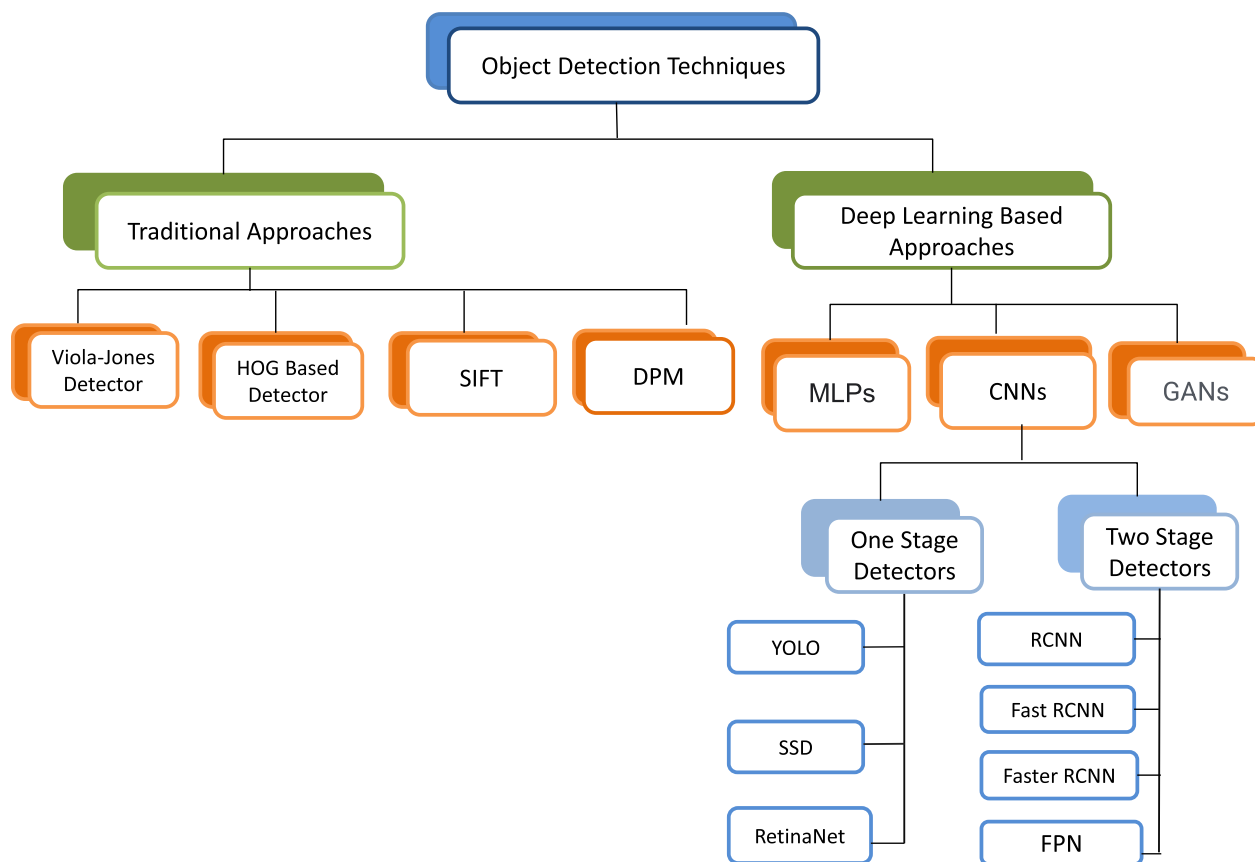 Object Detection Techniques
Traditional Approaches
Deep Learning Based
Approaches
Viola-Jones
Detector
HOG Based
Detector
SIFT
DPM
MLPs
CNNs
GANs
One Stage
Detectors
Two Stage
Detectors
YOLO
SSD
RetinaNet
RCNN
Fast RCNN
Faster RCNN
FPN